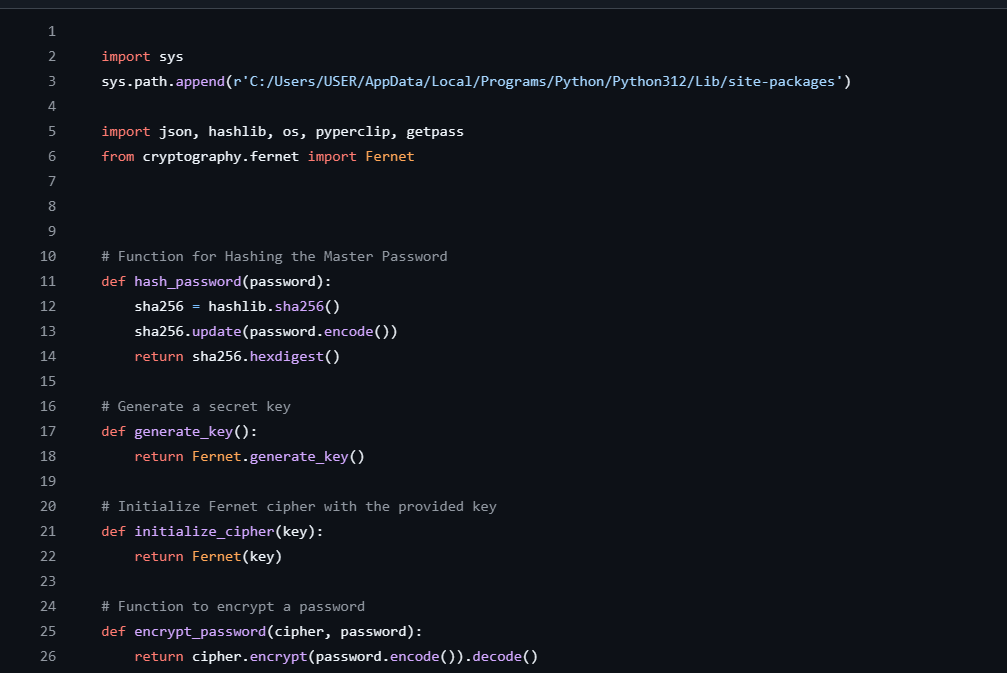 1
2 import sys
3 sys.path.append(r'C:/Users/USER/AppData/Local/Programs/Python/Python312/Lib/site-packages')
4
5 import json, hashlib, os, pyperclip, getpass
6 from cryptography.fernet import Fernet
7
8
9
10 # Function for Hashing the Master Password
11 def hash_password(password):
12     sha256 = hashlib.sha256()
13     sha256.update(password.encode())
14     return sha256.hexdigest()
15
16 # Generate a secret key
17 def generate_key():
18     return Fernet.generate_key()
19
20 # Initialize Fernet cipher with the provided key
21 def initialize_cipher(key):
22     return Fernet(key)
23
24 # Function to encrypt a password
25 def encrypt_password(cipher, password):
26     return cipher.encrypt(password.encode()).decode()